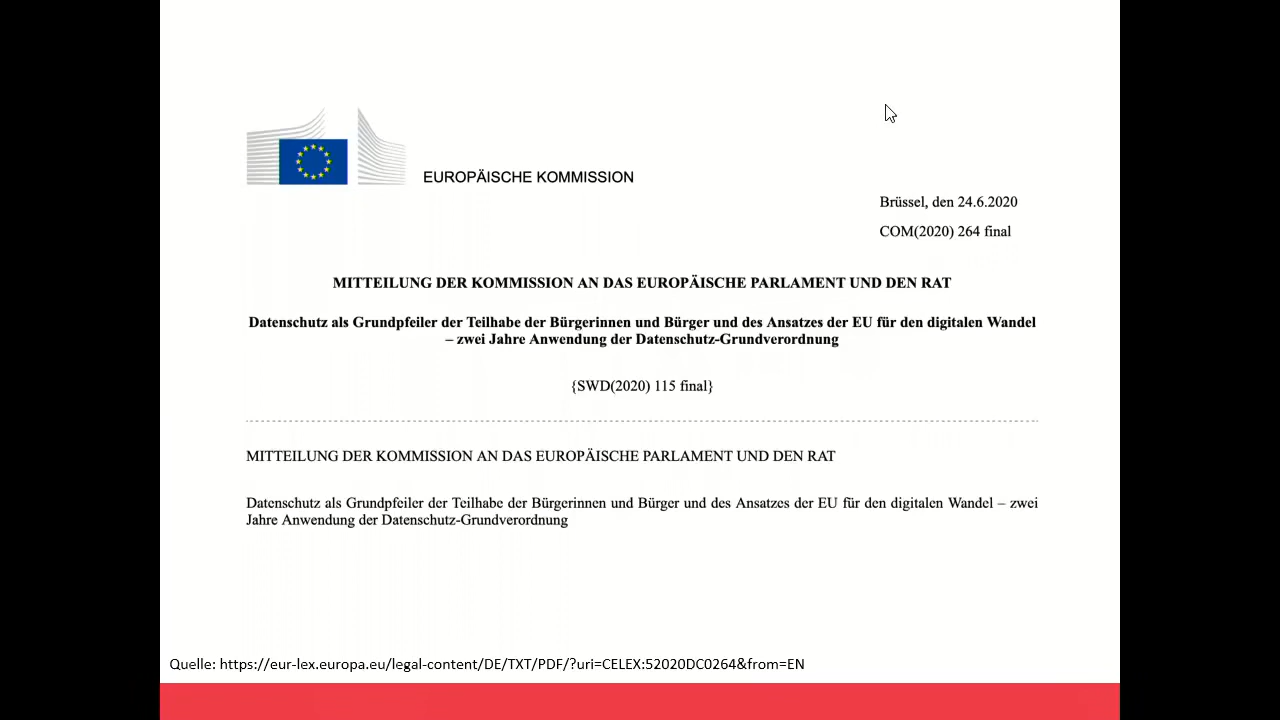 EUROPÄISCHE KOMMISSION
Brüssel, den 24.6.2020
COM(2020) 264 final
MITTEILUNG DER KOMMISSION AN DAS EUROPÄISCHE PARLAMENT UND DEN RAT
Datenschutz als Grundpfeiler der Teilhabe der Bürgerinnen und Bürger und des Ansatzes der EU für den digitalen Wandel
– zwei Jahre Anwendung der Datenschutz-Grundverordnung
{SWD(2020) 115 final}
MITTEILUNG DER KOMMISSION AN DAS EUROPÄISCHE PARLAMENT UND DEN RAT
Datenschutz als Grundpfeiler der Teilhabe der Bürgerinnen und Bürger und des Ansatzes der EU für den digitalen Wandel – zwei
Jahre Anwendung der Datenschutz-Grundverordnung
Quelle: https://eur-lex.europa.eu/legal-content/DE/TXT/PDF/?uri=CELEX:52020DC0264&from=EN